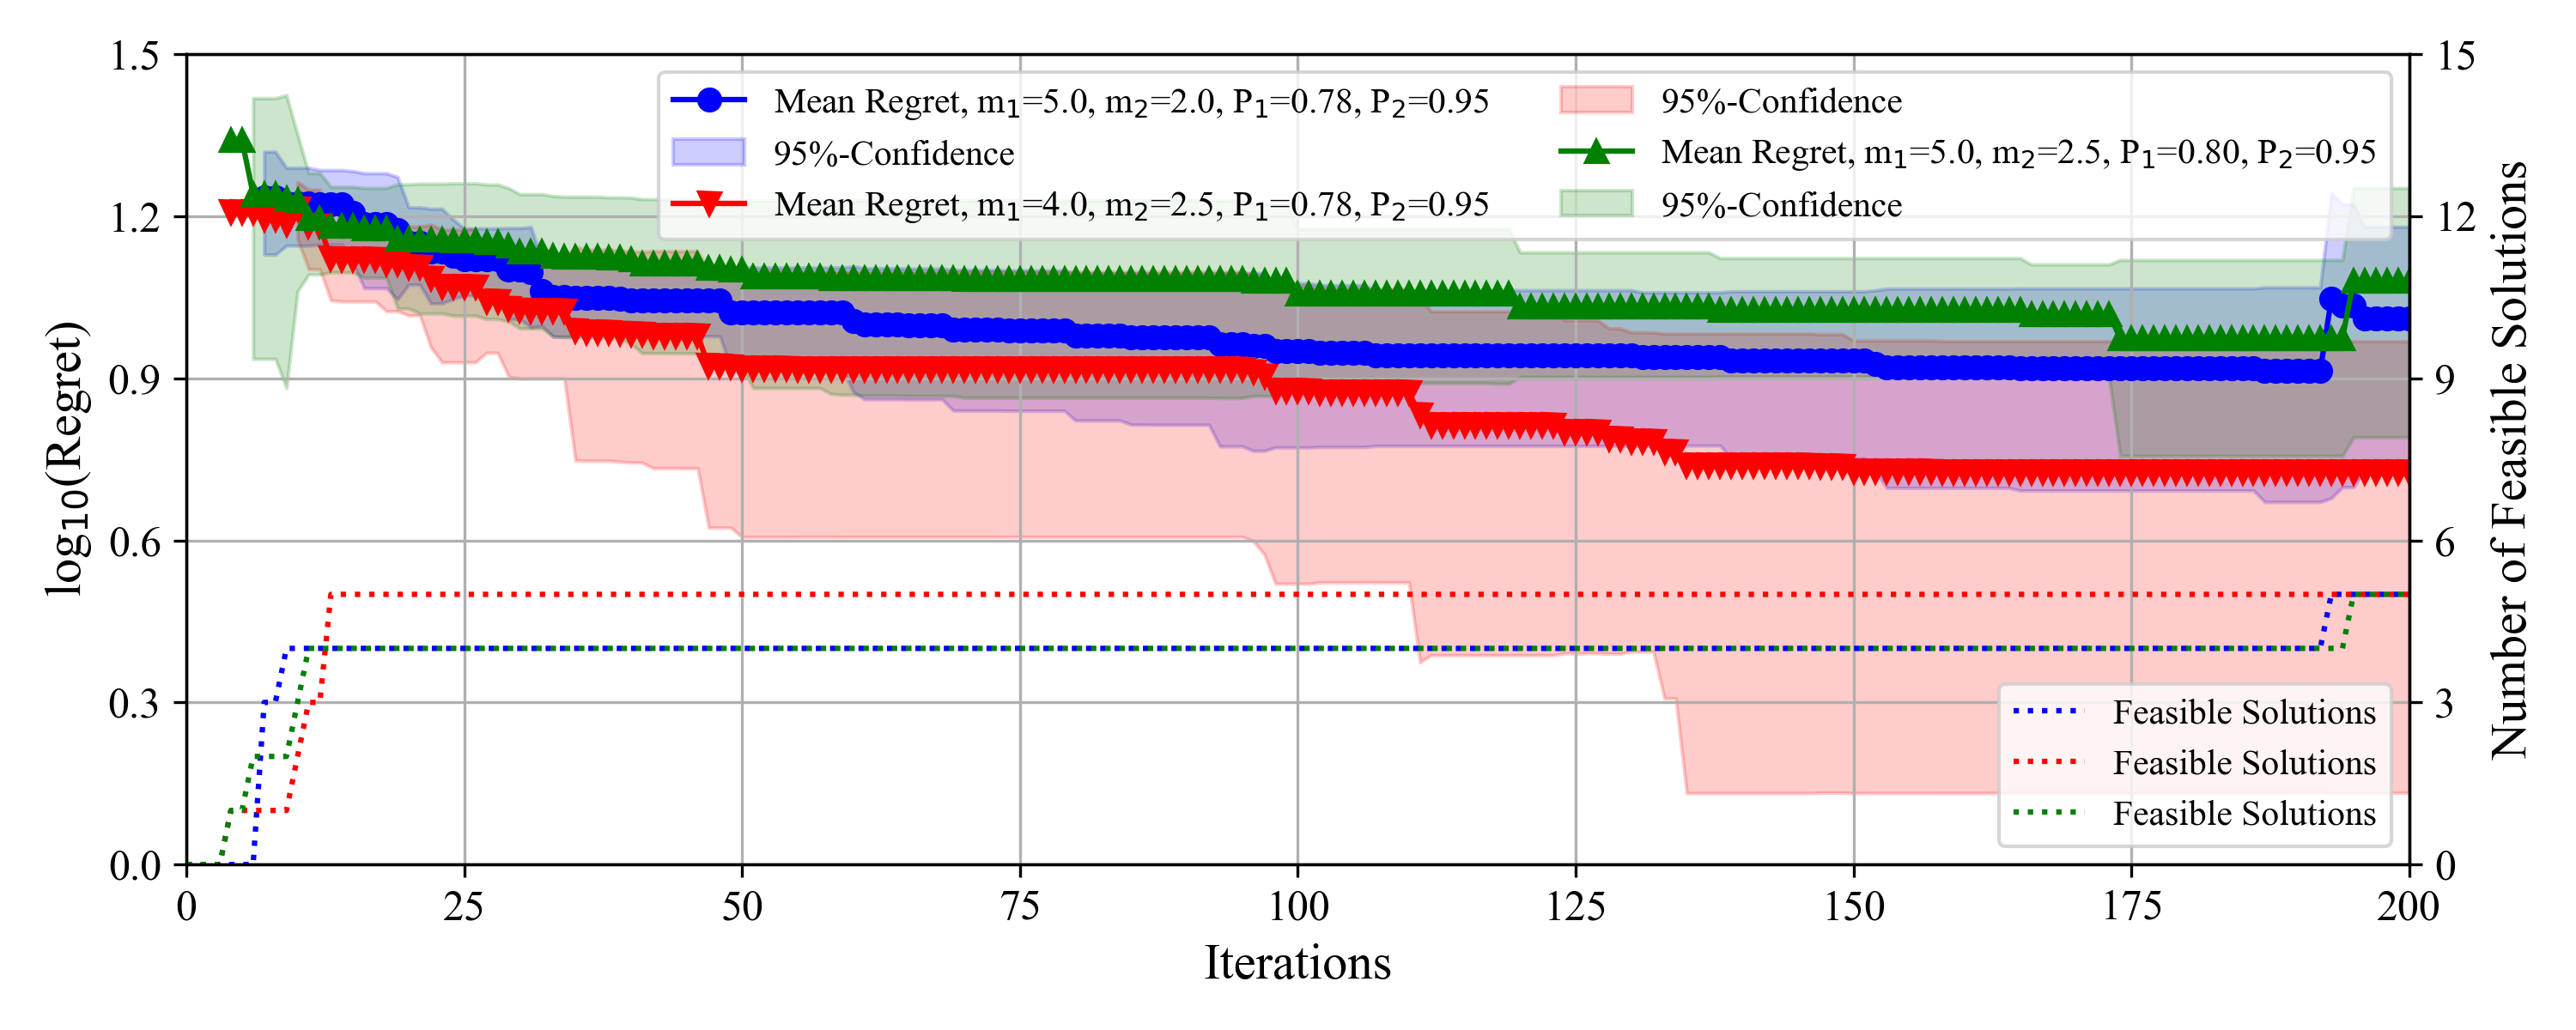 1.5
1.2
0.9
0.6
0.3
0.0
log10(Regret)
Mean Regret, m1=5.0, m2=2.0, P1=0.78, P2=0.95
95%-Confidence
Mean Regret, m1=4.0, m2=2.5, P1=0.78, P2=0.95
95%-Confidence
Mean Regret, m1=5.0, m2=2.5, P1=0.80, P2=0.95
95%-Confidence
15
12
9
6
3
0
Number of Feasible Solutions
Feasible Solutions
Feasible Solutions
Feasible Solutions
0 25 50 75 100 125 150 175 200
Iterations